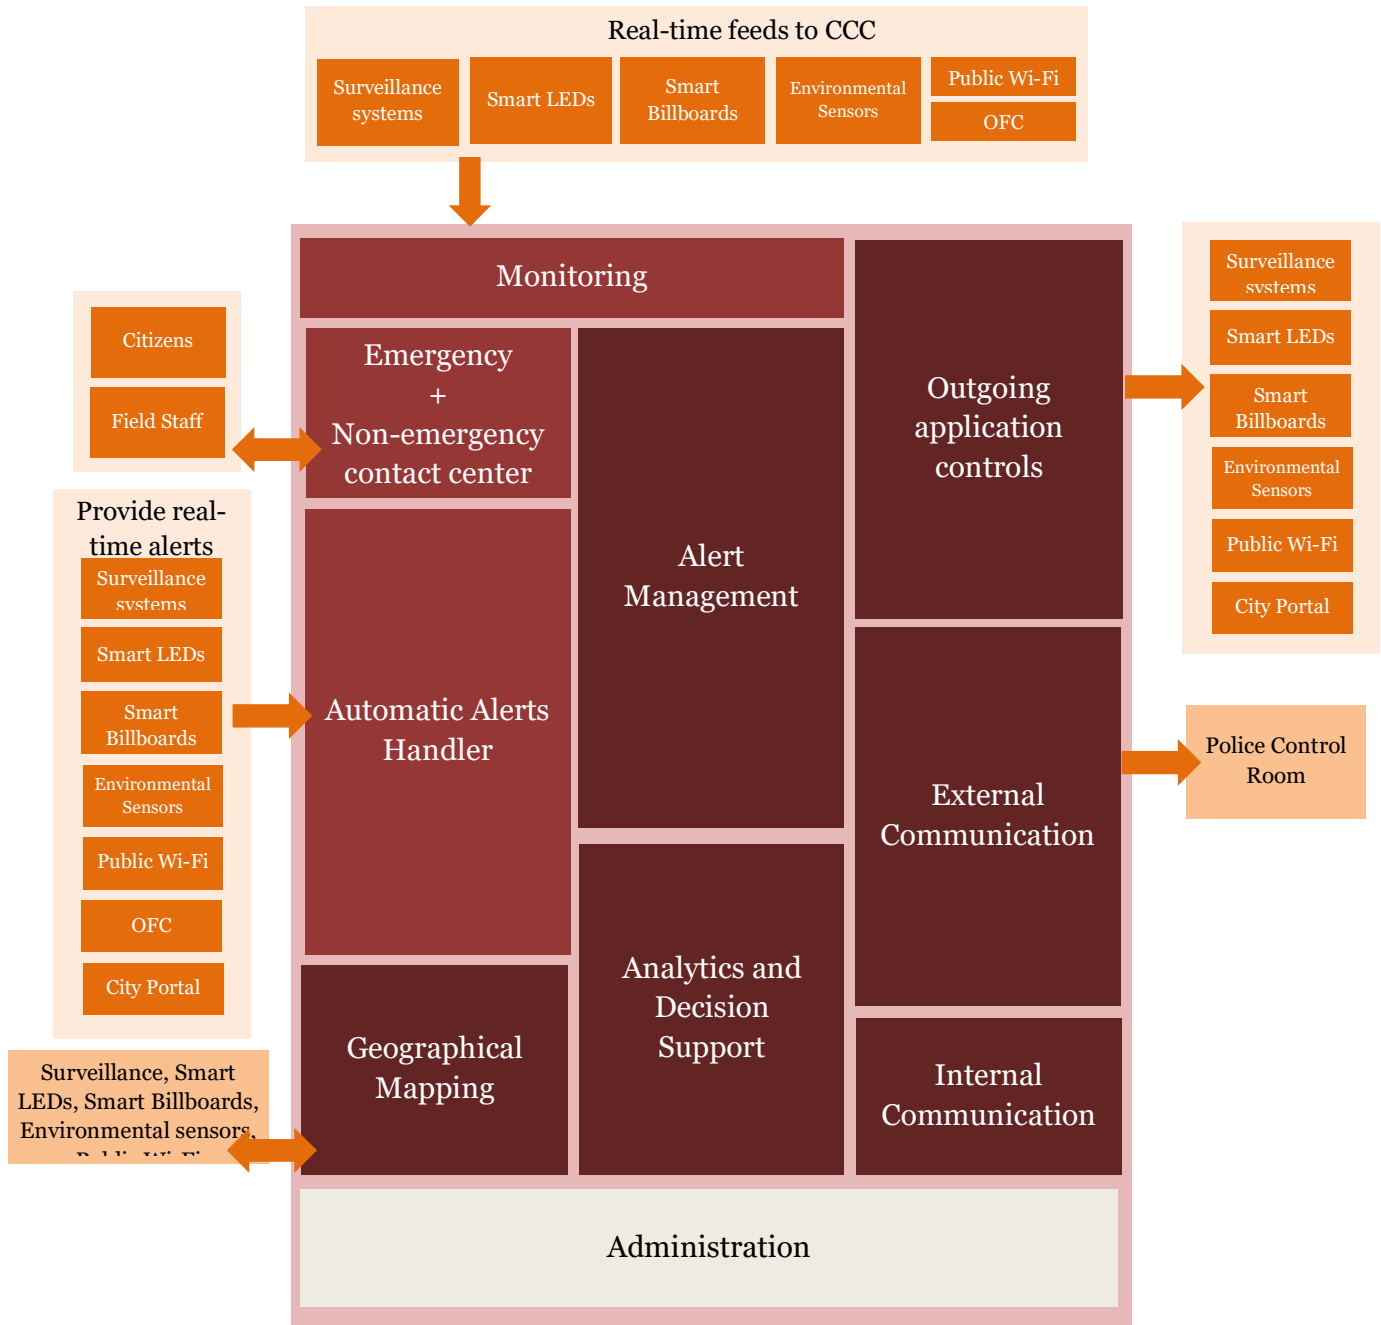 Real-time feeds to CCC
Surveillance
systems
Smart LEDs
Smart
Billboards
Environmental
Sensors
Public Wi-Fi
OFC
Monitoring
Emergency
+
Non-emergency
contact center
Automatic Alerts
Handler
Geographical
Mapping
Alert
Management
Analytics and
Decision
Support
Outgoing
application
controls
External
Communication
Internal
Communication
Administration
Citizens
Field Staff
Provide real-
time alerts
Surveillance
systems
Smart LEDs
Smart
Billboards
Environmental
Sensors
Public Wi-Fi
OFC
City Portal
Surveillance, Smart
LEDs, Smart Billboards,
Environmental sensors,
Public Wi-Fi
Surveillance
systems
Smart LEDs
Smart
Billboards
Environmental
Sensors
Public Wi-Fi
City Portal
Police Control
Room